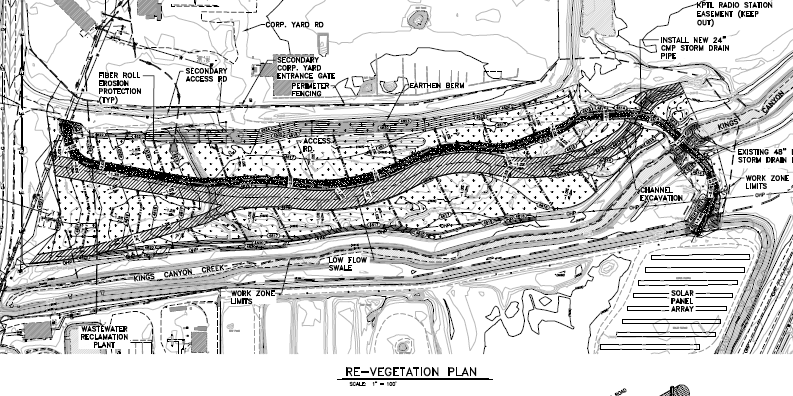 KPTL RADIO STATION
EASEMENT (KEEP
OUT)
CORP. YARD RD
INSTALL NEW 24"
CMP STORM DRAIN
PIPE
SECONDARY
CORP. YARD
ENTRANCE GATE
PERIMETER
FENCING
FIBER ROLL
EROSION
PROTECTION
(TYP)
SECONDARY
ACCESS RD
EARTHEN BERM
ACCESS
RD.
KINGS CANYON
EXISTING 48"
STORM DRAIN
WORK ZONE
LIMITS
CHANNEL
EXCAVATION
LOW FLOW
SWALE
KINGS CANYON CREEK
WORK ZONE
LIMITS
SOLAR
PANEL
ARRAY
WASTEWATER
RECLAMATION
PLANT
RE-VEGETATION PLAN
SCALE: 1" = 100'
ROAD